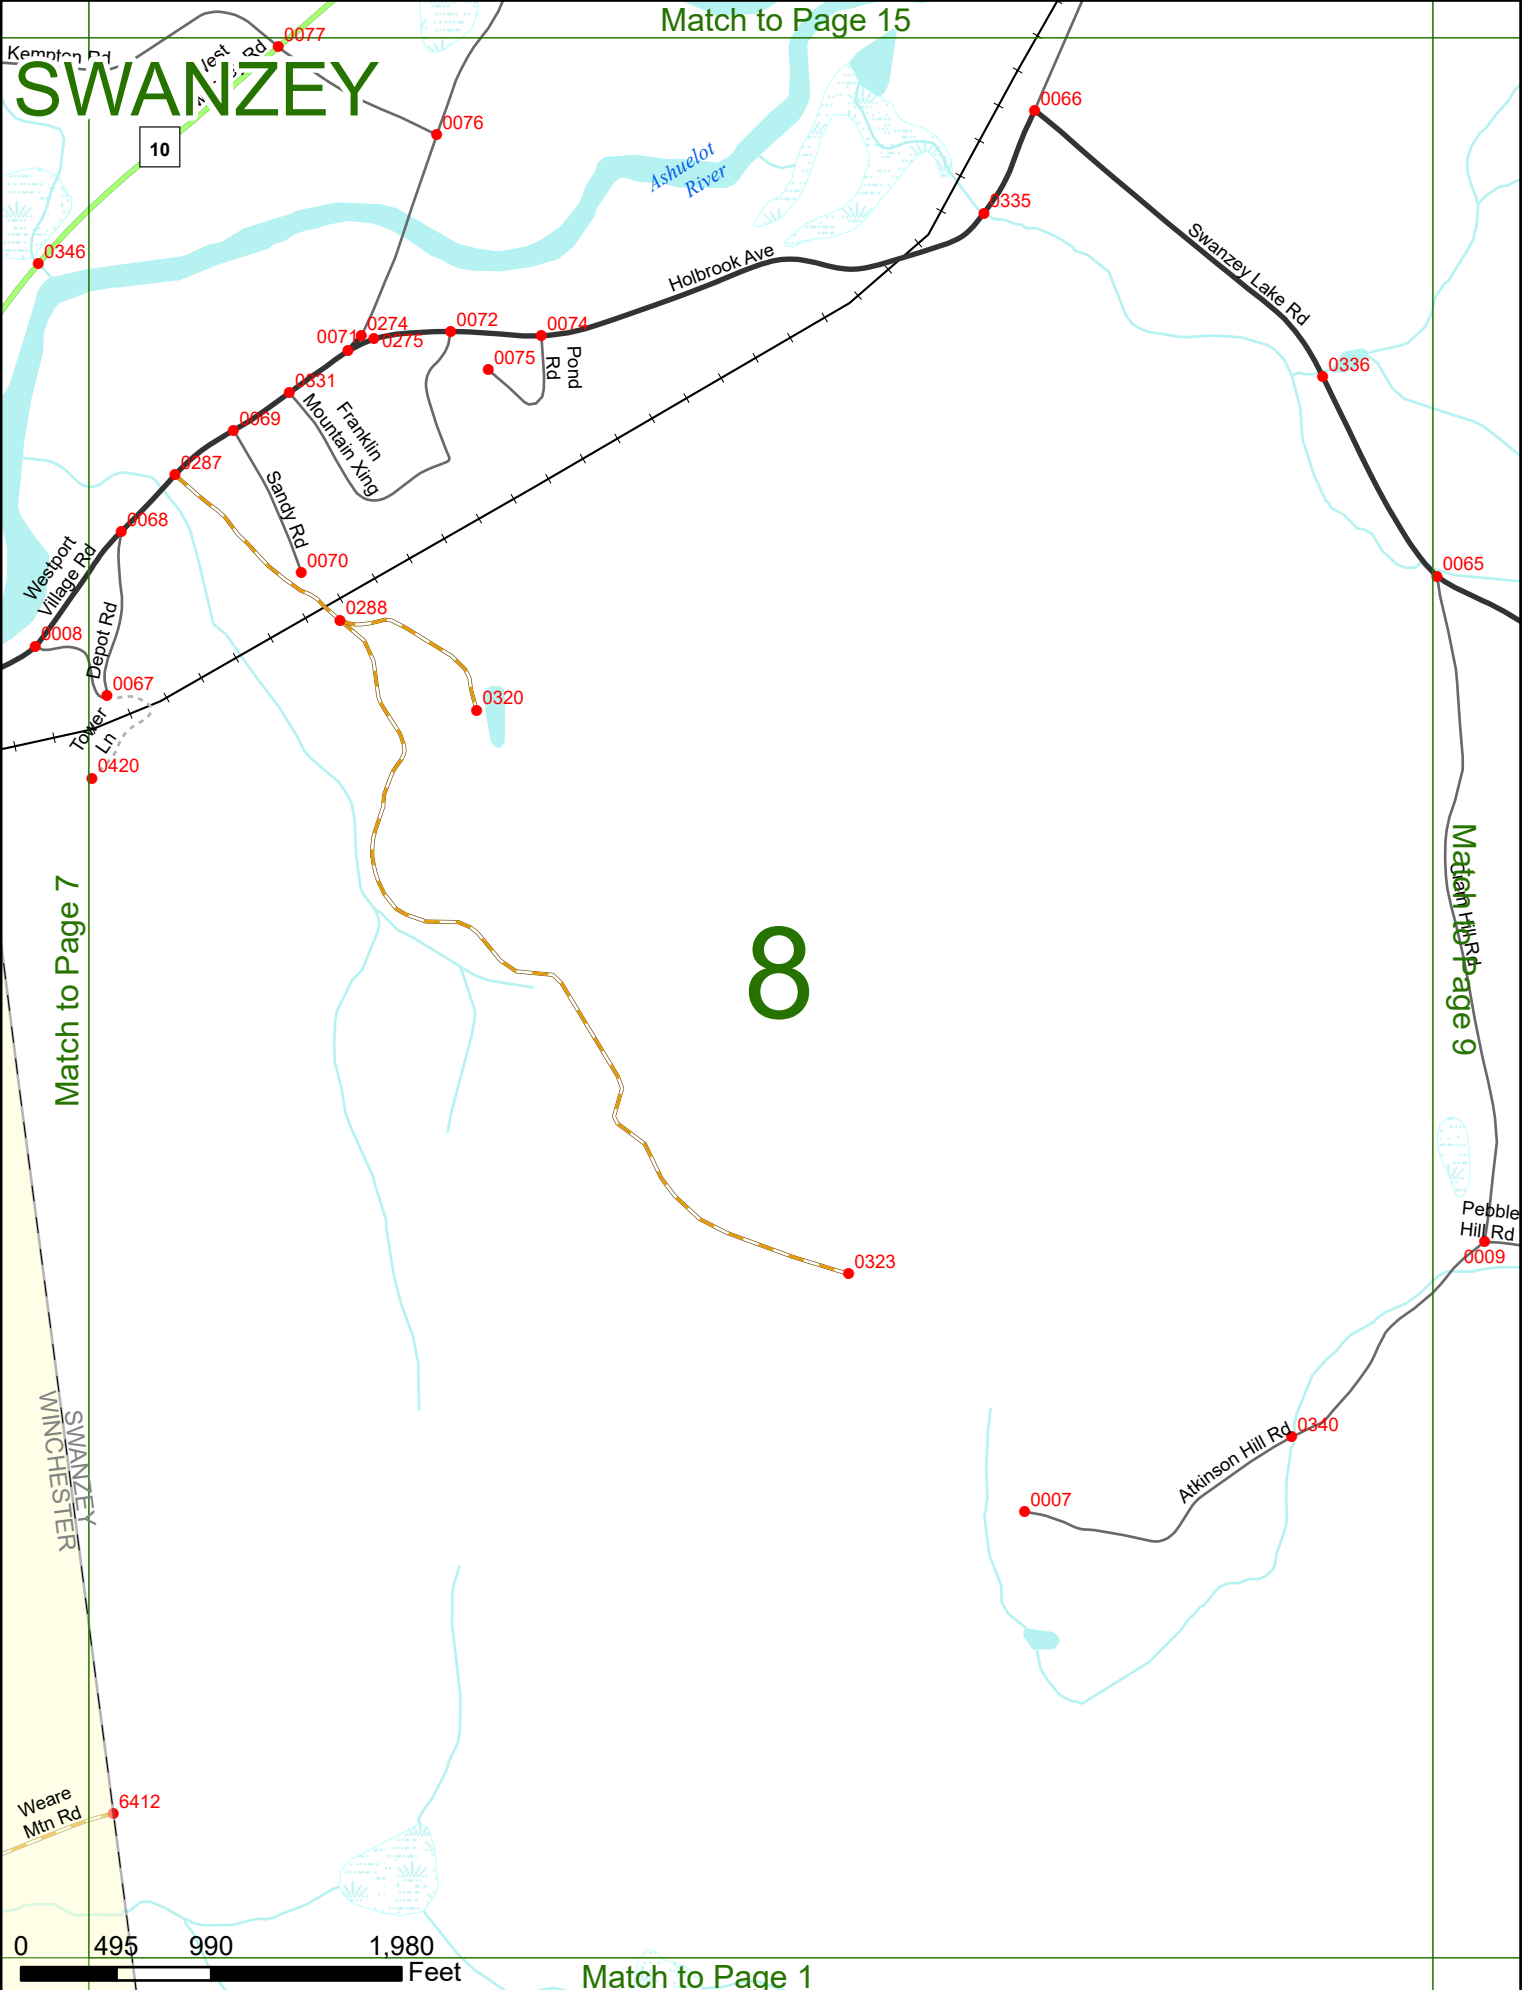 Match to Page 15
Kempton Rd
West
Rd
0077
SWANZEY
10
0076
0066
Ashuelot
River
0335
0346
Holbrook Ave
Swanzey Lake Rd
0274
0071
0275
0072
0074
0075
Pond
Rd
0336
0331
Franklin
Mountain Xing
0069
0287
Sandy Rd
0068
Westport
Village Rd
0070
0065
0288
0008
Depot Rd
0067
0320
Tower
Ln
0420
Match to Page 7
8
Match to Page 9
Hill Rd
Pebble
Hill Rd
0009
0323
SWANZEY
WINCHESTER
Atkinson Hill Rd
0340
0007
Weare
Mtn Rd
6412
0 495 990 1,980
Feet
Match to Page 1